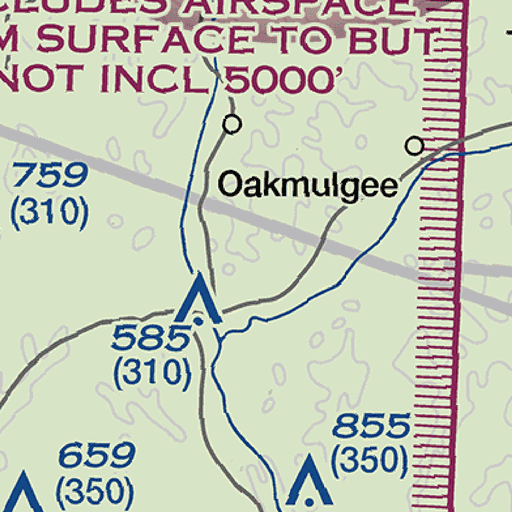 CLUDES AIRSPACE
M SURFACE TO BUT
NOT INCL 5000'
759
(310)
Oakmulgee
585
(310)
855
(350)
659
(350)